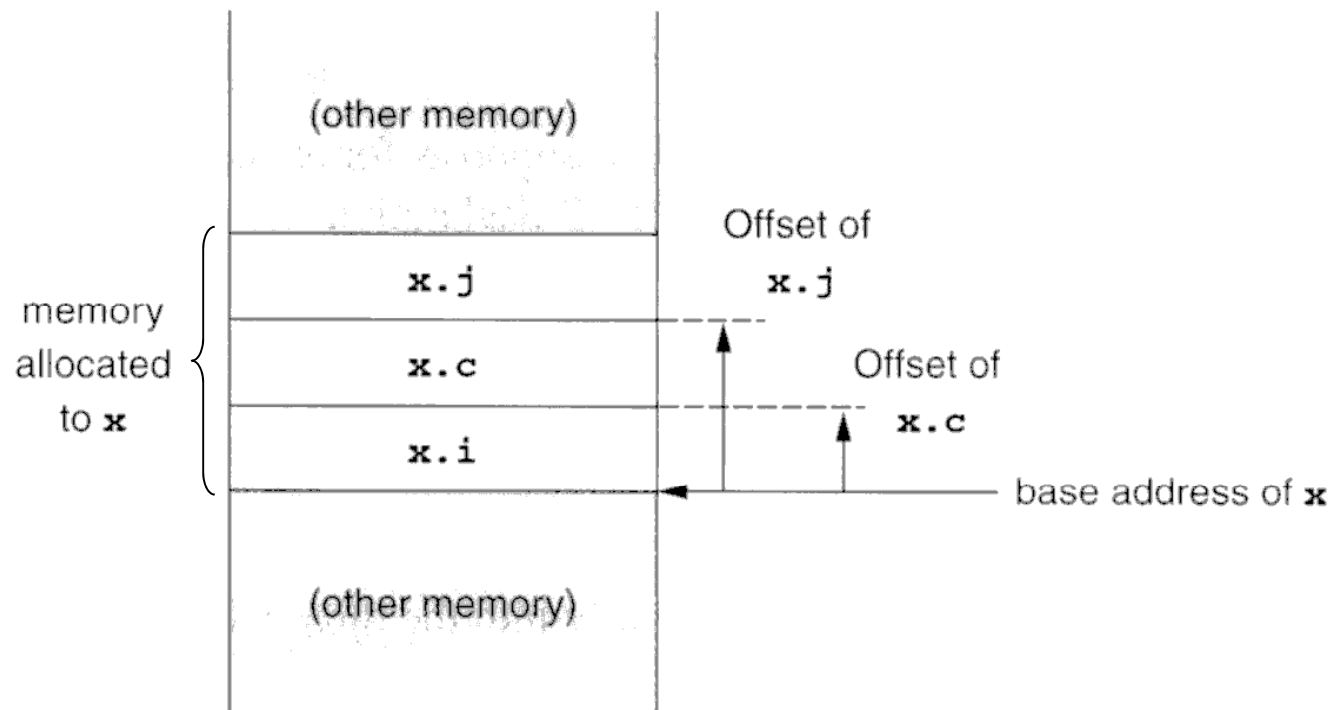 (other memory)
Offset of
x.j
x.j
memory
allocated
to x
x.c
Offset of
x.c
x.i
base address of x
(other memory)